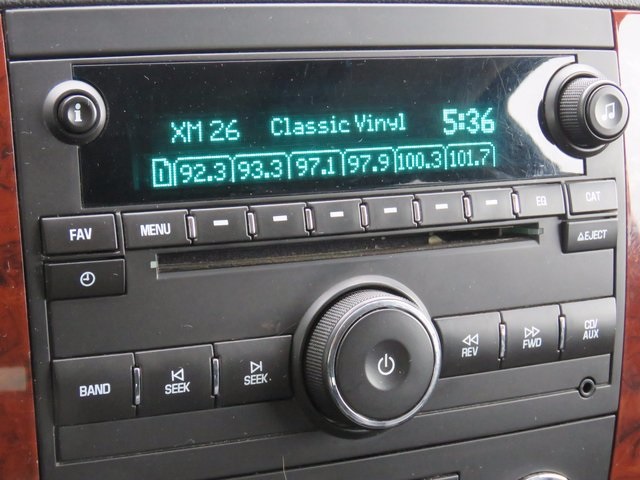 XM 26 Classic Vinyl 5:36
1 92.3 93.3 97.1 97.9 100.3 101.7
i
FAV MENU EQ CAT
EJECT
BAND SEEK SEEK REV FWD CD/
AUX